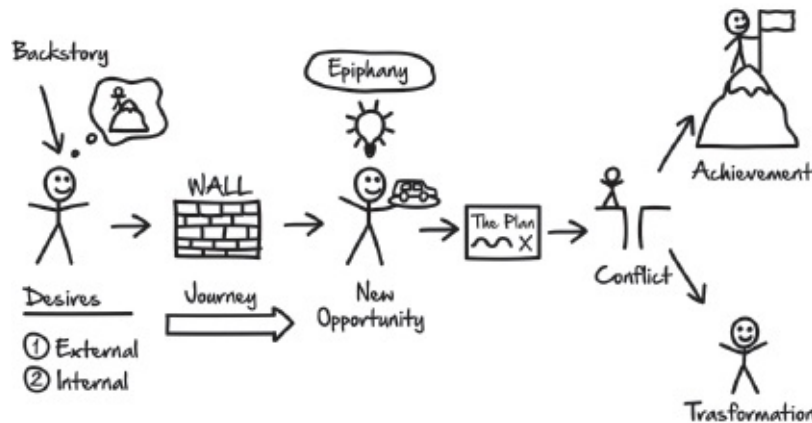 Backstory
Epiphany
WALL
The Plan
X
Achievement
Conflict
Desires
Journey
New
Opportunity
1 External
2 Internal
Trasformation